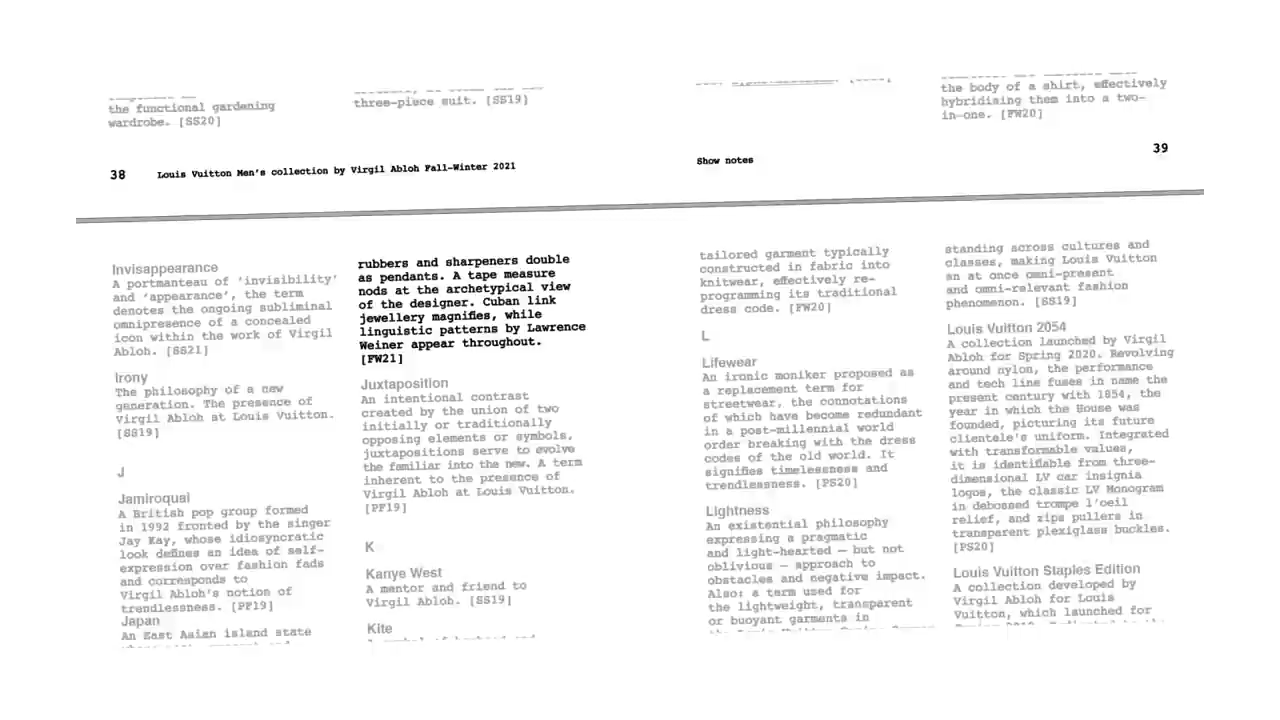 the functional gardening
wardrobe. [SS20]
three-piece suit. [SS19]
the body of a shirt, effectively
hybridising them into a two-
in-one. [FW20]
38 Louis Vuitton Men's collection by Virgil Abloh Fall-Winter 2021
Show notes
39
Invisappearance
A portmanteau of 'invisibility'
and 'appearance', the term
denotes the ongoing subliminal
omnipresence of a concealed
icon within the work of Virgil
Abloh. [SS21]
Irony
The philosophy of a new
generation. The presence of
Virgil Abloh at Louis Vuitton.
[SS19]
J
Jamiroquai
A British pop group formed
in 1992 fronted by the singer
Jay Kay, whose idiosyncratic
look defines an idea of self-
expression over fashion fads
and corresponds to
Virgil Abloh's notion of
trendlessness. [PF19]
Japan
An East Asian island state
rubbers and sharpeners double
as pendants. A tape measure
nods at the archetypical view
of the designer. Cuban link
jewellery magnifies, while
linguistic patterns by Lawrence
Weiner appear throughout.
[FW21]
Juxtaposition
An intentional contrast
created by the union of two
initially or traditionally
opposing elements or symbols,
juxtapositions serve to evolve
the familiar into the new. A term
inherent to the presence of
Virgil Abloh at Louis Vuitton.
[PF19]
K
Kanye West
A mentor and friend to
Virgil Abloh. [SS19]
Kite
tailored garment typically
constructed in fabric into
knitwear, effectively re-
programming its traditional
dress code. [FW20]
L
Lifewear
An ironic moniker proposed as
a replacement term for
streetwear, the connotations
of which have become redundant
in a post-millennial world
order breaking with the dress
codes of the old world. It
signifies timelessness and
trendlessness. [PS20]
Lightness
An existential philosophy
expressing a pragmatic
and light-hearted – but not
oblivious – approach to
obstacles and negative impact.
Also: a term used for
the lightweight, transparent
or buoyant garments in
standing across cultures and
classes, making Louis Vuitton
an at once omni-present
and omni-relevant fashion
phenomenon. [SS19]
Louis Vuitton 2054
A collection launched by Virgil
Abloh for Spring 2020. Revolving
around nylon, the performance
and tech line fuses in name the
present century with 1854, the
year in which the House was
founded, picturing its future
clientele's uniform. Integrated
with transformable values,
it is identifiable from three-
dimensional LV car insignia
logos, the classic LV Monogram
in debossed trompe l'oeil
relief, and zips pullers in
transparent plexiglass buckles.
[PS20]
Louis Vuitton Staples Edition
A collection developed by
Virgil Abloh for Louis
Vuitton, which launched for